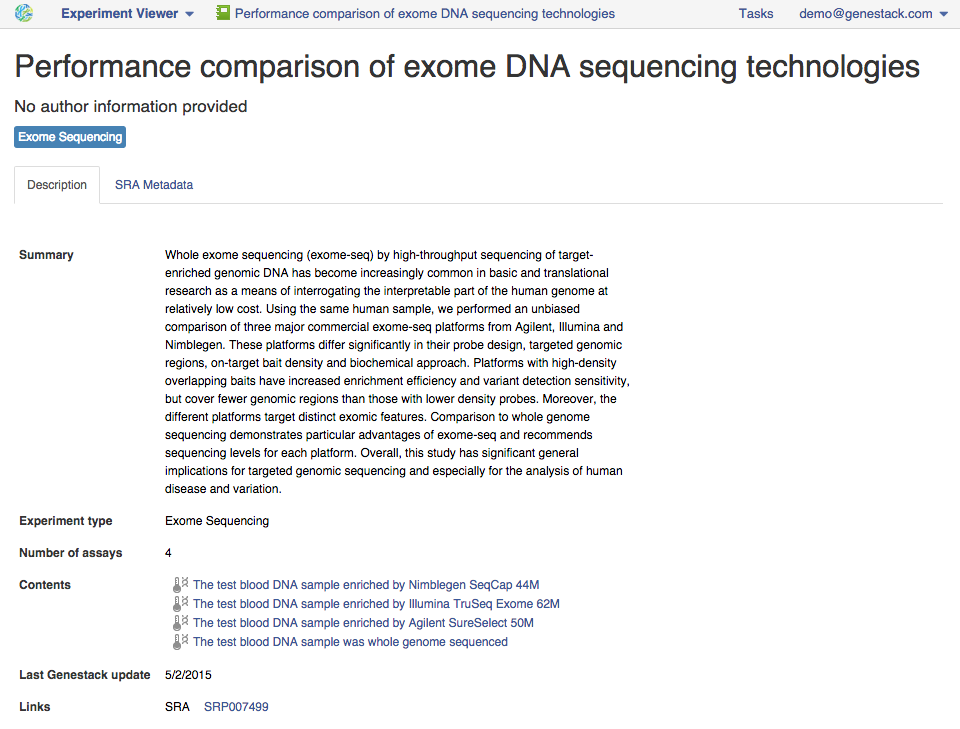 Experiment Viewer Performance comparison of exome DNA sequencing technologies Tasks demo@genestack.com
Performance comparison of exome DNA sequencing technologies
No author information provided
Exome Sequencing
Description SRA Metadata
Summary Whole exome sequencing (exome-seq) by high-throughput sequencing of target-
enriched genomic DNA has become increasingly common in basic and translational
research as a means of interrogating the interpretable part of the human genome at
relatively low cost. Using the same human sample, we performed an unbiased
comparison of three major commercial exome-seq platforms from Agilent, Illumina and
Nimblegen. These platforms differ significantly in their probe design, targeted genomic
regions, on-target bait density and biochemical approach. Platforms with high-density
overlapping baits have increased enrichment efficiency and variant detection sensitivity,
but cover fewer genomic regions than those with lower density probes. Moreover, the
different platforms target distinct exomic features. Comparison to whole genome
sequencing demonstrates particular advantages of exome-seq and recommends
sequencing levels for each platform. Overall, this study has significant general
implications for targeted genomic sequencing and especially for the analysis of human
disease and variation.
Experiment type Exome Sequencing
Number of assays 4
Contents The test blood DNA sample enriched by Nimblegen SeqCap 44M
The test blood DNA sample enriched by Illumina TruSeq Exome 62M
The test blood DNA sample enriched by Agilent SureSelect 50M
The test blood DNA sample was whole genome sequenced
Last Genestack update 5/2/2015
Links SRA SRP007499